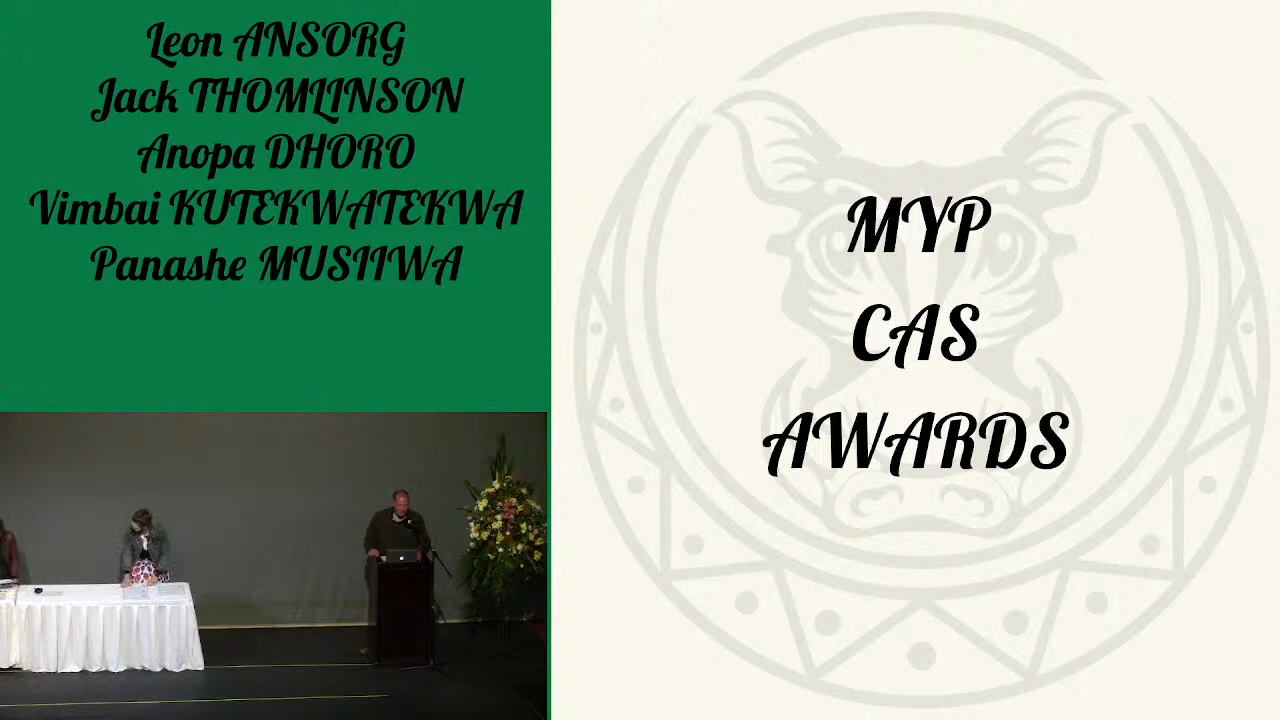 Leon ANSORG
Jack THOMLINSON
Anopa DHORO
Vimbai KUTEKWATEKWA
Panashe MUSIIWA
MYP
CAS
AWARDS